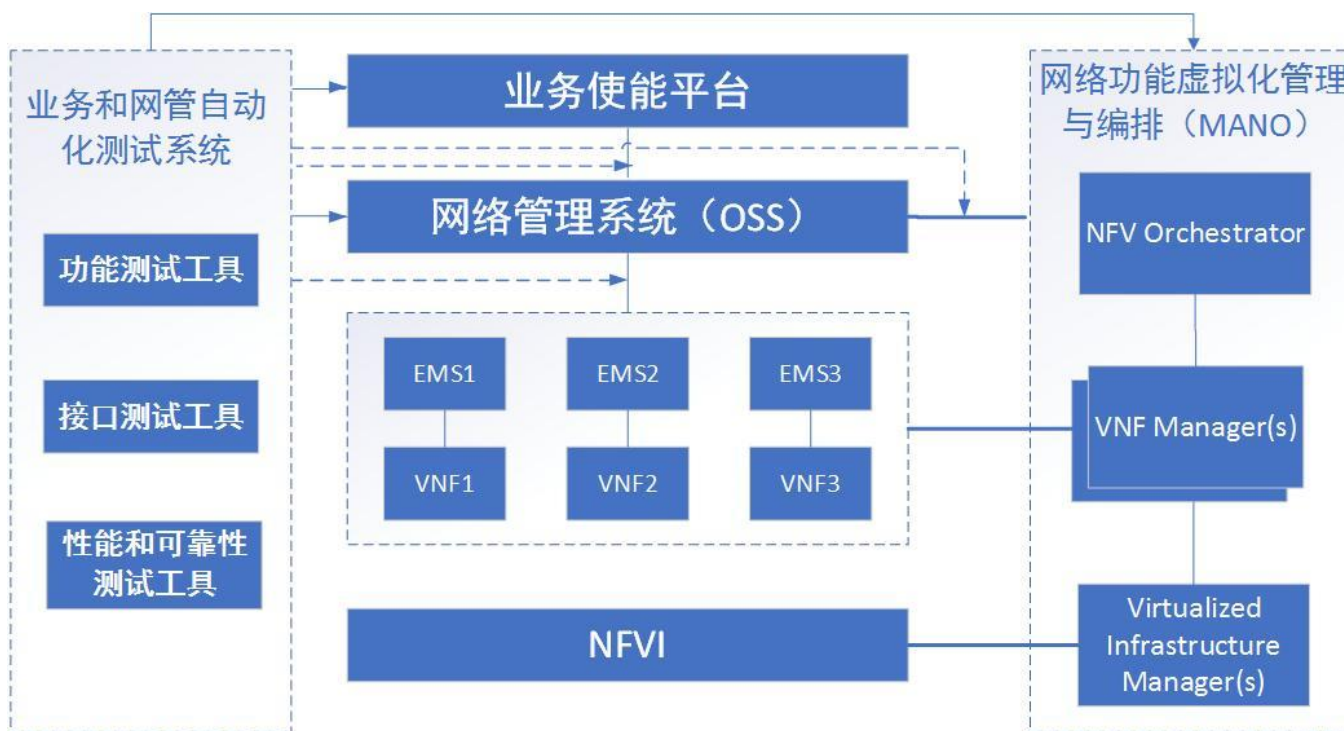 业务和网管自动
化测试系统
功能测试工具
接口测试工具
性能和可靠性
测试工具
业务使能平台
网络管理系统（OSS）
EMS1
EMS2
EMS3
VNF1
VNF2
VNF3
NFVI
网络功能虚拟化管理
与编排（MANO）
NFV Orchestrator
VNF Manager(s)
Virtualized
Infrastructure
Manager(s)